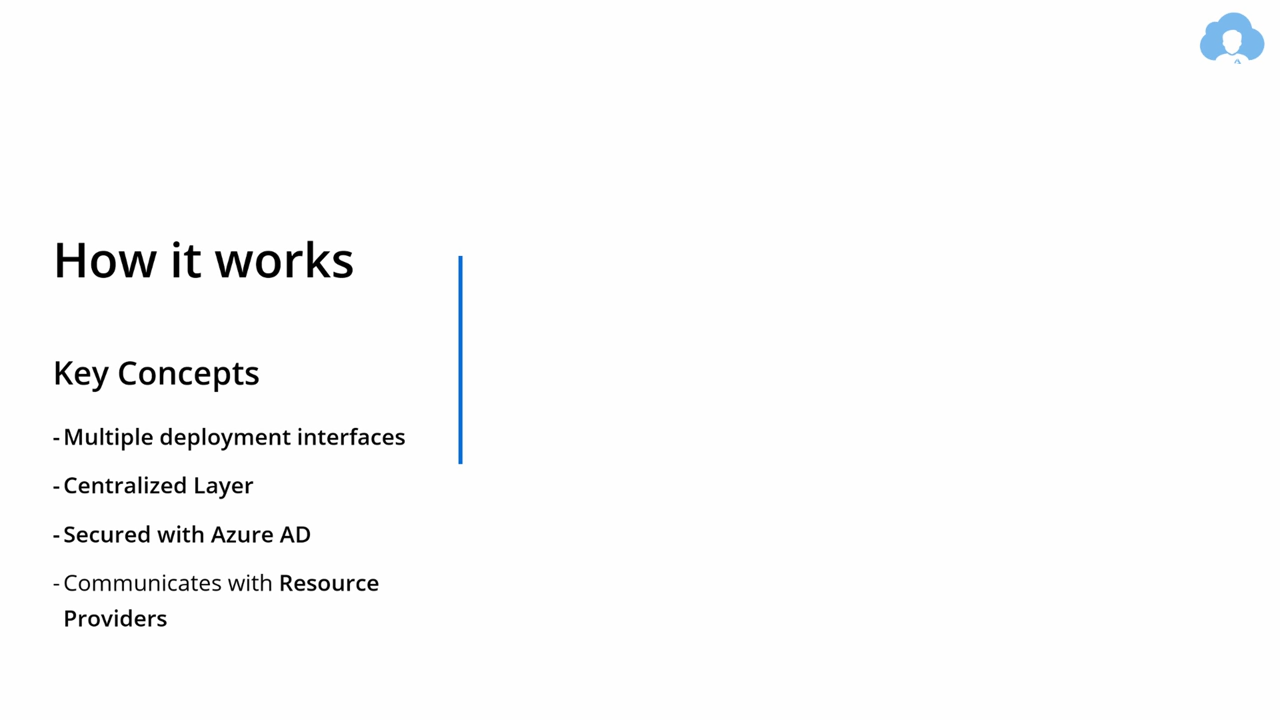 How it works
Key Concepts
- Multiple deployment interfaces
- Centralized Layer
- Secured with Azure AD
- Communicates with Resource
Providers